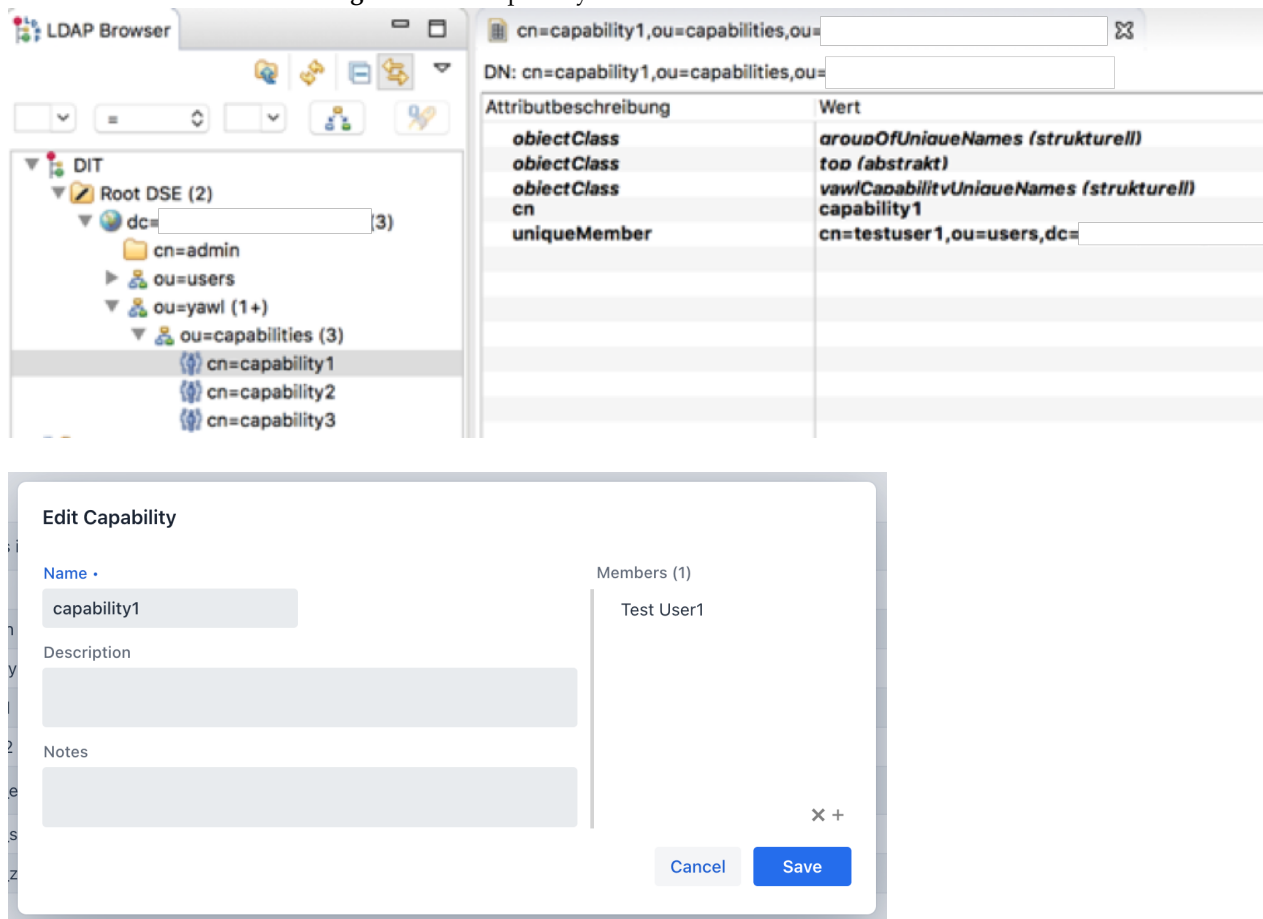 LDAP Browser
cn=capability1,ou=capabilities,ou=
DN: cn=capability1,ou=capabilities,ou=
=
Attributbeschreibung Wert
objectClass groupOfUniqueNames (strukturell)
objectClass top (abstrakt)
objectClass yawlCapabilityUniqueNames (strukturell)
cn capability1
uniqueMember cn=testuser1,ou=users,dc=
DIT
Root DSE (2)
dc= (3)
cn=admin
ou=users
ou=yawl (1+)
ou=capabilities (3)
cn=capability1
cn=capability2
cn=capability3
Edit Capability
Name •
capability1
Description
Notes
Members (1)
Test User1
Cancel
Save